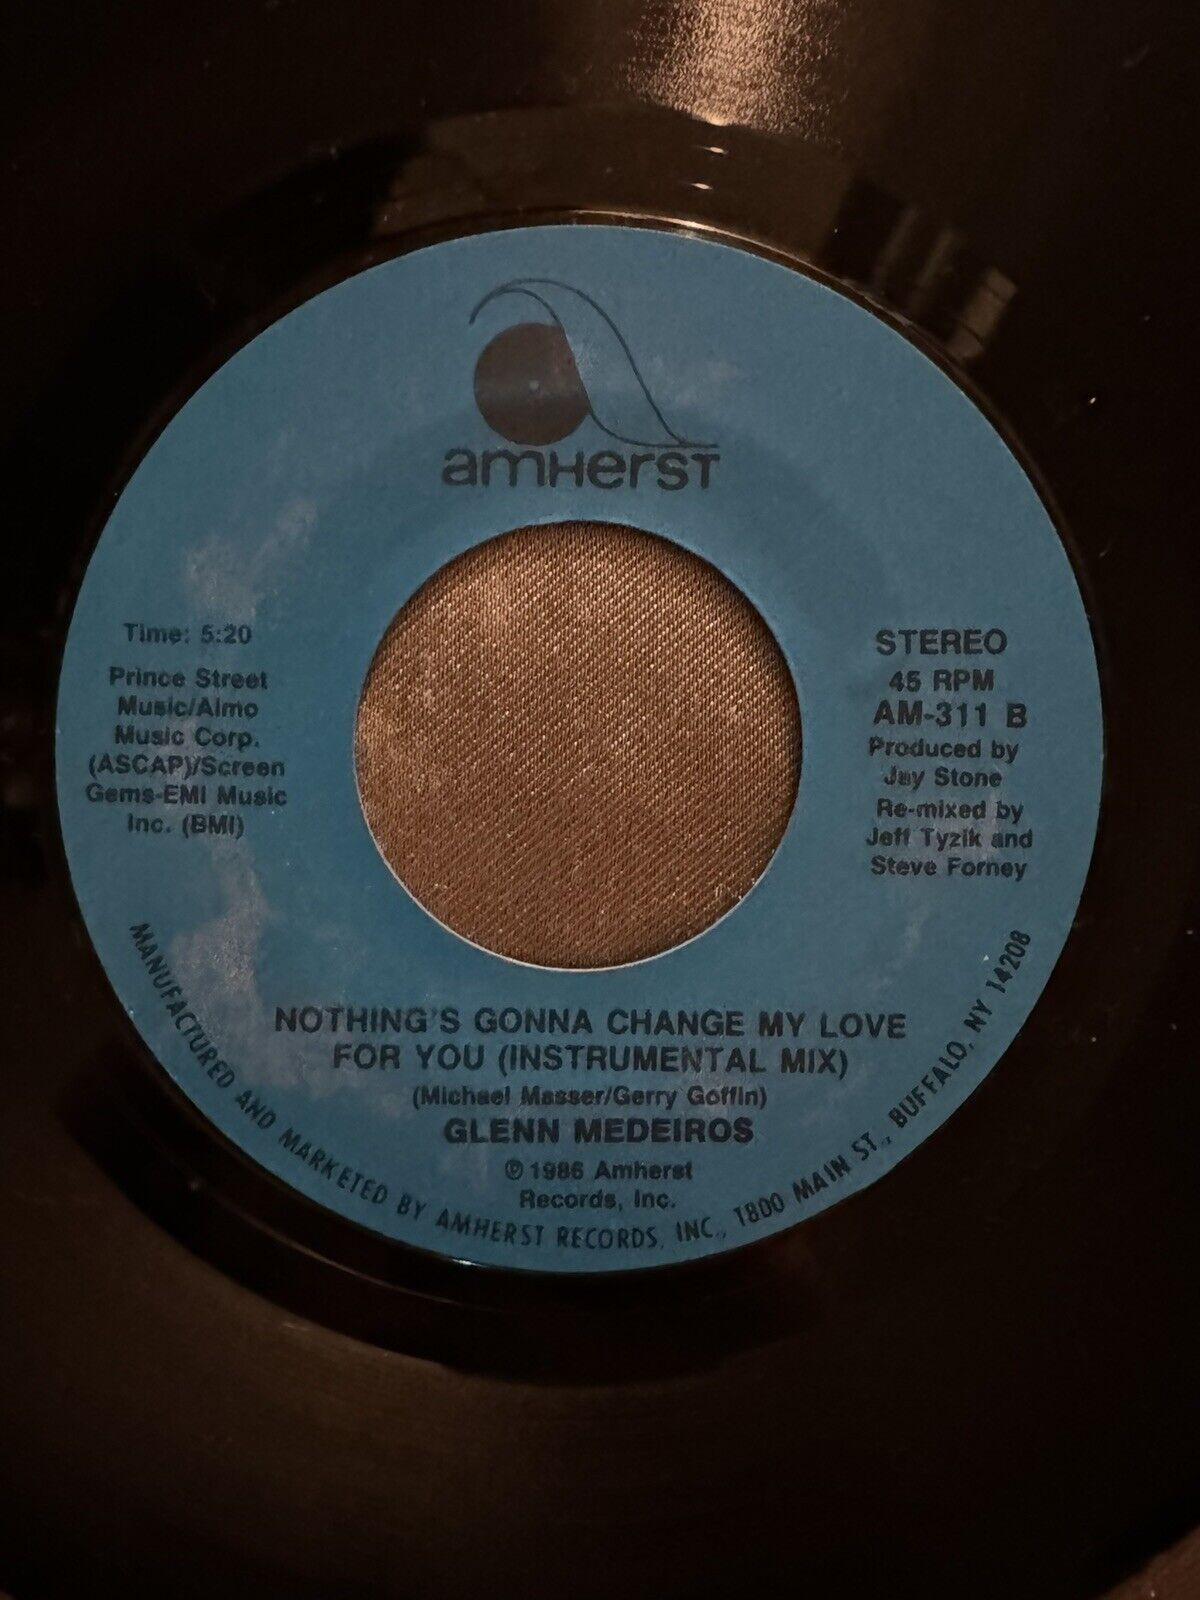 amHersT
Time: 5:20
Prince Street
Music/Almo
Music Corp.
(ASCAP)/Screen
Gems-EMI Music
Inc. (BMI)
STEREO
45 RPM
AM-311 B
Produced by
Jay Stone
Re-mixed by
Jeff Tyzik and
Steve Forney
NOTHING'S GONNA CHANGE MY LOVE
FOR YOU (INSTRUMENTAL MIX)
(Michael Masser/Gerry Goffin)
GLENN MEDEIROS
℗ 1986 Amherst
Records, Inc.
MANUFACTURED AND MARKETED BY AMHERST RECORDS, INC., 1800 MAIN ST., BUFFALO, NY 14208